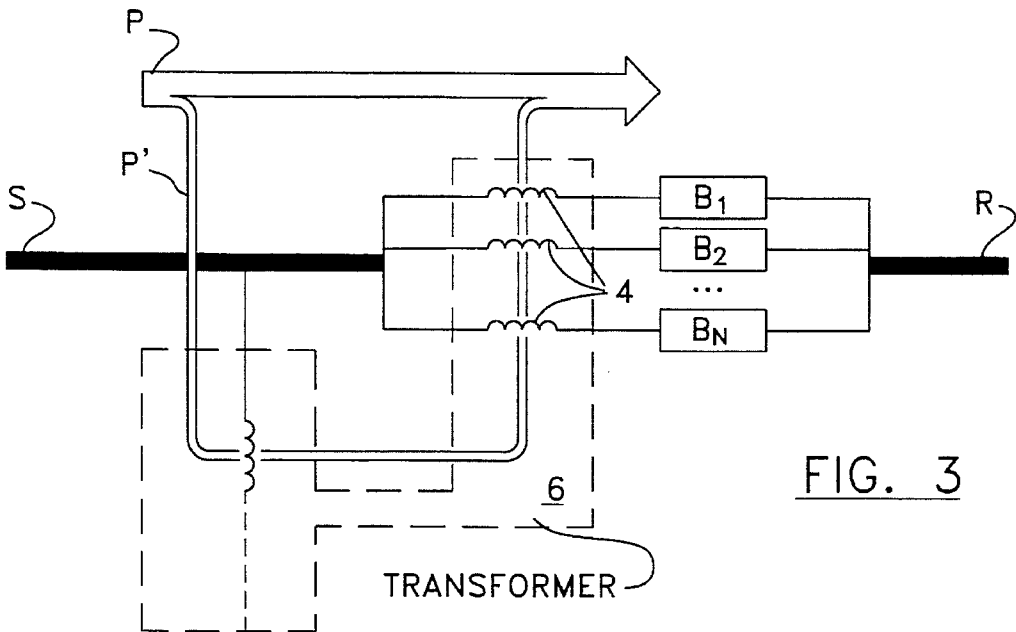 P
P'
S
B1
R
B2
...
4
BN
FIG. 3
6
TRANSFORMER